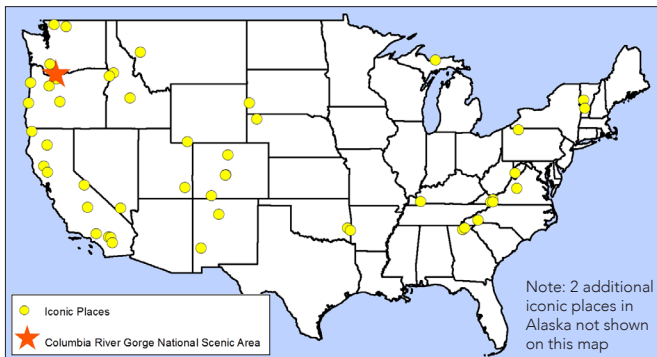 Note: 2 additional
iconic places in
Alaska not shown
on this map
Iconic Places
Columbia River Gorge National Scenic Area